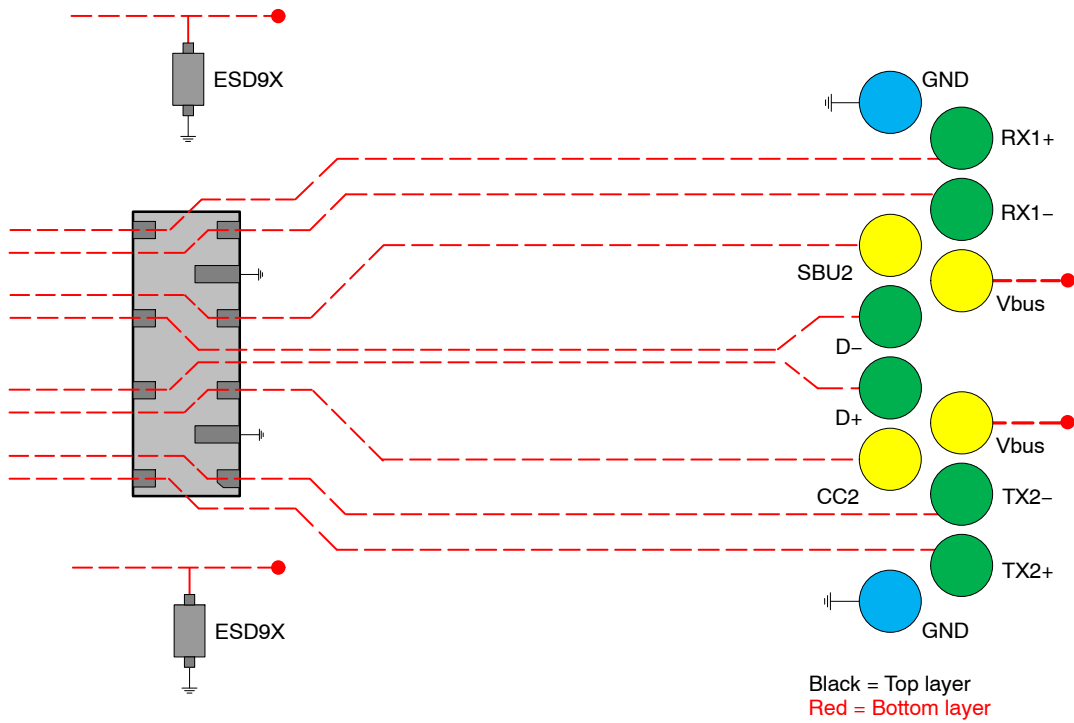 ESD9X
GND
RX1+
RX1−
SBU2
Vbus
D−
D+
Vbus
CC2
TX2−
TX2+
ESD9X
GND
Black = Top layer
Red = Bottom layer